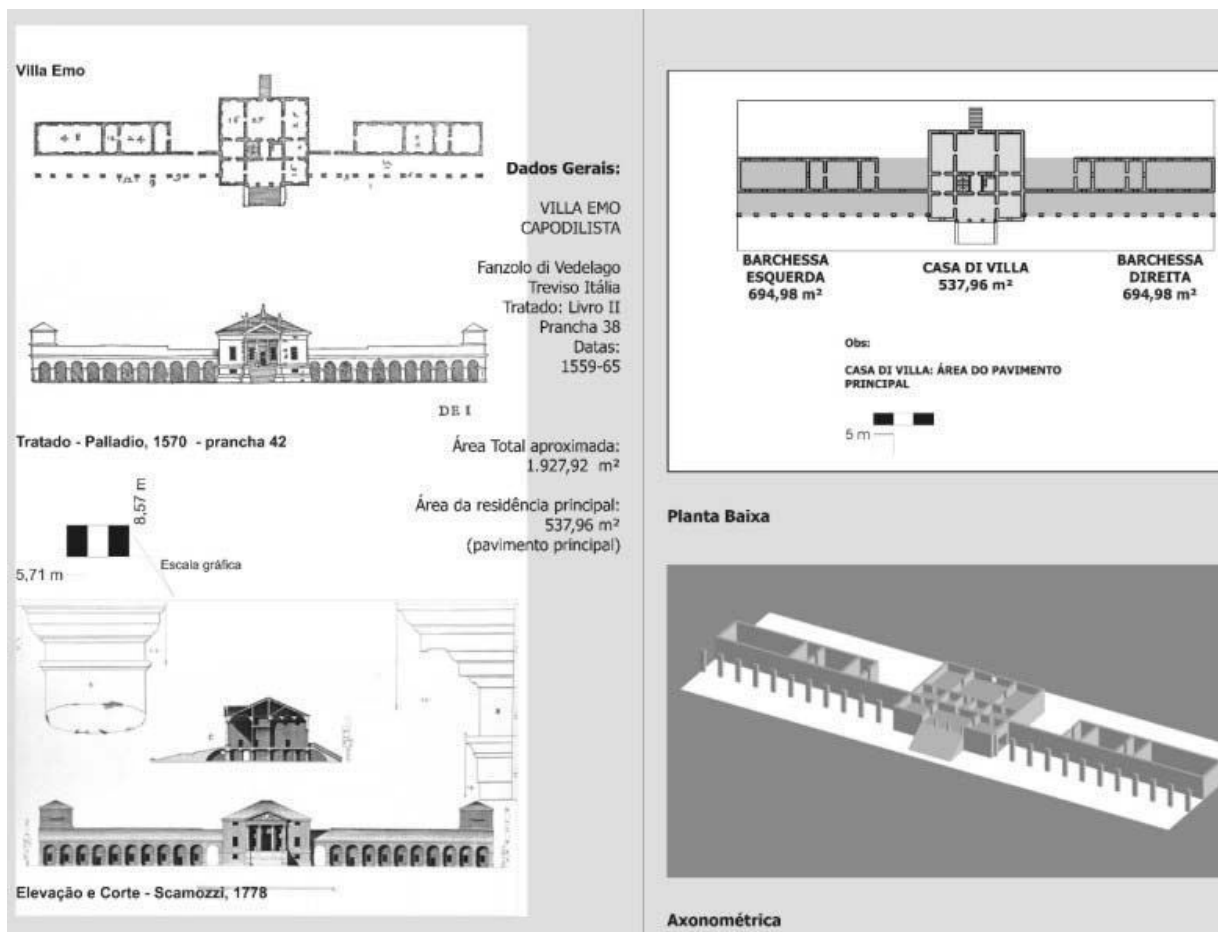 Villa Emo
Dados Gerais:
VILLA EMO
CAPODILISTA
Fanzolo di Vedelago
Treviso Itália
Tratado: Livro II
Prancha 38
Datas:
1559-65
DE I
Tratado - Palladio, 1570 - prancha 42
Área Total aproximada:
1.927,92 m²
Área da residência principal:
537,96 m²
(pavimento principal)
8,57 m
5,71 m
Escala gráfica
Elevação e Corte - Scamozzi, 1778
BARCHESSA
ESQUERDA
694,98 m²
CASA DI VILLA
537,96 m²
BARCHESSA
DIREITA
694,98 m²
Obs:
CASA DI VILLA: ÁREA DO PAVIMENTO
PRINCIPAL
5 m
Planta Baixa
Axonométrica